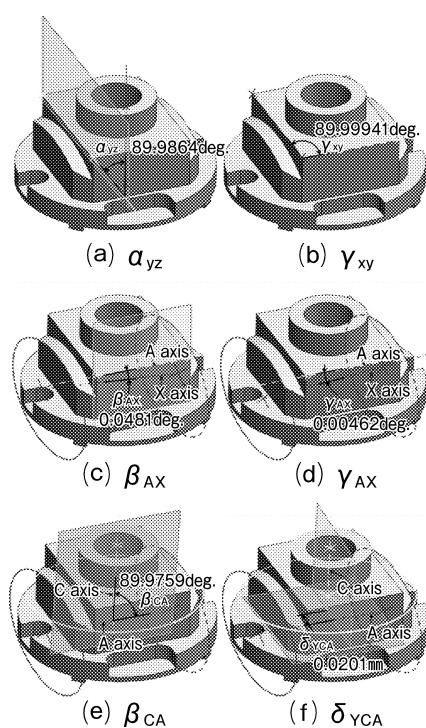 α yz 89.9864deg.
(a) α yz
89.99941deg.
γ xy
(b) γ xy
A axis
X axis
β AX
0.0481deg.
(c) β AX
A axis
X axis
γ AX
0.00462deg.
(d) γ AX
89.9759deg.
C axis
β CA
A axis
(e) β CA
C axis
A axis
δ YCA
0.0201mm
(f) δ YCA